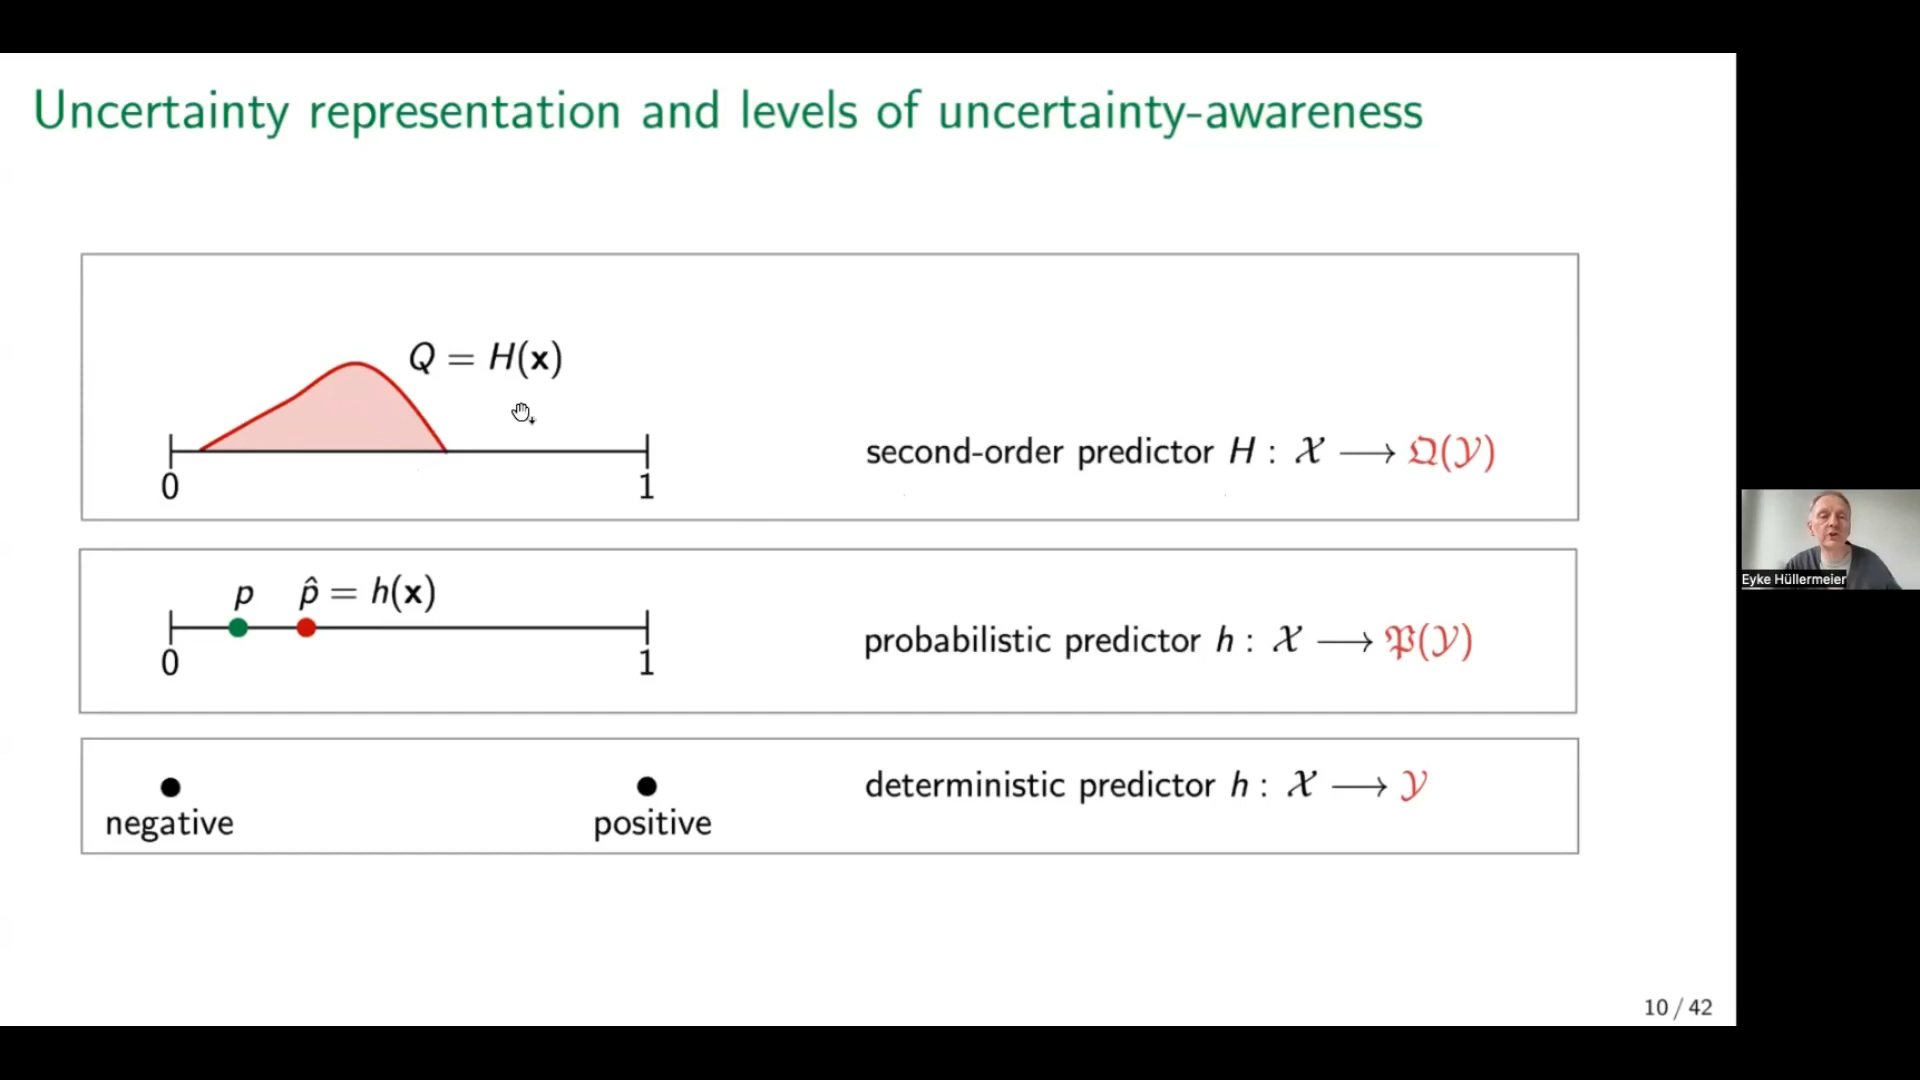 Uncertainty representation and levels of uncertainty-awareness
Q = H(𝐱)
0 1
second-order predictor H : 𝒳 ⟶ 𝔔(𝒴)
p p̂ = h(𝐱)
0 1
probabilistic predictor h : 𝒳 ⟶ 𝔓(𝒴)
negative positive
deterministic predictor h : 𝒳 ⟶ 𝒴
Eyke Hüllermeier
10 / 42